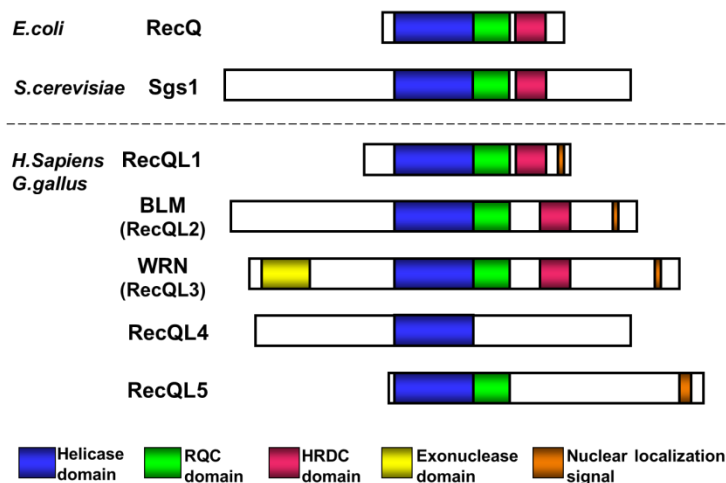 E.coli RecQ
S.cerevisiae Sgs1
H.Sapiens RecQL1
G.gallus
BLM
(RecQL2)
WRN
(RecQL3)
RecQL4
RecQL5
Helicase RQC HRDC Exonuclease Nuclear localization
domain domain domain domain signal